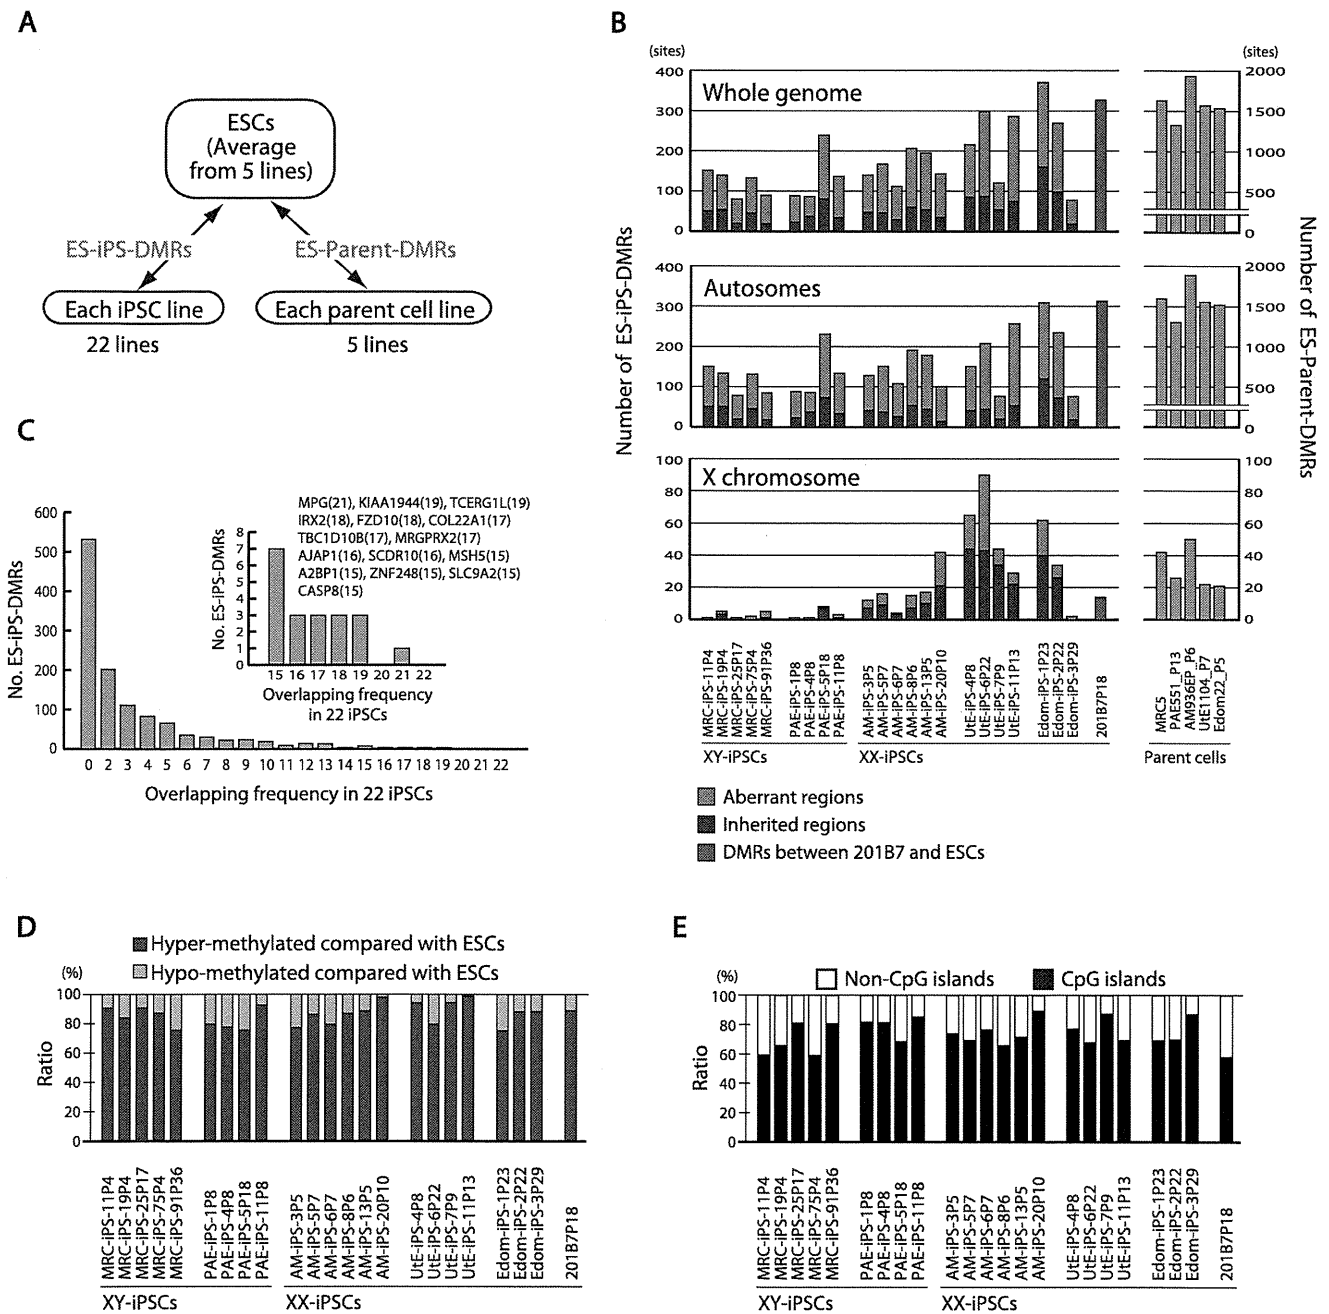 A
ESCs
(Average
from 5 lines)
ES-iPS-DMRs
ES-Parent-DMRs
Each iPSC line
Each parent cell line
22 lines
5 lines
B
(sites)
(sites)
Number of ES-iPS-DMRs
Number of ES-Parent-DMRs
Whole genome
400
300
200
100
0
2000
1500
1000
500
0
Autosomes
400
300
200
100
0
2000
1500
1000
500
0
X chromosome
100
80
60
40
20
0
100
80
60
40
20
0
MRC-iPS-11P4
MRC-iPS-19P4
MRC-iPS-25P17
MRC-iPS-75P4
MRC-iPS-91P36
PAE-iPS-1P8
PAE-iPS-4P8
PAE-iPS-5P18
PAE-iPS-11P8
AM-iPS-3P5
AM-iPS-5P7
AM-iPS-6P7
AM-iPS-8P6
AM-iPS-13P5
AM-iPS-20P10
UtE-iPS-4P8
UtE-iPS-6P22
UtE-iPS-7P9
UtE-iPS-11P13
Edom-iPS-1P23
Edom-iPS-2P22
Edom-iPS-3P29
201B7P18
MRC5
PAE551_P13
AM936EP_P6
UtE1104_P7
Edom22_P5
XY-iPSCs
XX-iPSCs
Parent cells
Aberrant regions
Inherited regions
DMRs between 201B7 and ESCs
C
No. ES-iPS-DMRs
600
500
400
300
200
100
0
0 2 3 4 5 6 7 8 9 10 11 12 13 14 15 16 17 18 19 20 21 22
Overlapping frequency in 22 iPSCs
MPG(21), KIAA1944(19), TCERG1L(19)
IRX2(18), FZD10(18), COL22A1(17)
TBC1D10B(17), MRGPRX2(17)
AJAP1(16), SCDR10(16), MSH5(15)
A2BP1(15), ZNF248(15), SLC9A2(15)
CASP8(15)
No. ES-iPS-DMRs
8
7
6
5
4
3
2
1
0
15 16 17 18 19 20 21 22
Overlapping frequency
in 22 iPSCs
D
Hyper-methylated compared with ESCs
Hypo-methylated compared with ESCs
(%)
Ratio
100
80
60
40
20
0
MRC-iPS-11P4
MRC-iPS-19P4
MRC-iPS-25P17
MRC-iPS-75P4
MRC-iPS-91P36
PAE-iPS-1P8
PAE-iPS-4P8
PAE-iPS-5P18
PAE-iPS-11P8
AM-iPS-3P5
AM-iPS-5P7
AM-iPS-6P7
AM-iPS-8P6
AM-iPS-13P5
AM-iPS-20P10
UtE-iPS-4P8
UtE-iPS-6P22
UtE-iPS-7P9
UtE-iPS-11P13
Edom-iPS-1P23
Edom-iPS-2P22
Edom-iPS-3P29
201B7P18
XY-iPSCs
XX-iPSCs
E
(%)
Non-CpG islands
CpG islands
Ratio
100
80
60
40
20
0
MRC-iPS-11P4
MRC-iPS-19P4
MRC-iPS-25P17
MRC-iPS-75P4
MRC-iPS-91P36
PAE-iPS-1P8
PAE-iPS-4P8
PAE-iPS-5P18
PAE-iPS-11P8
AM-iPS-3P5
AM-iPS-5P7
AM-iPS-6P7
AM-iPS-8P6
AM-iPS-13P5
AM-iPS-20P10
UtE-iPS-4P8
UtE-iPS-6P22
UtE-iPS-7P9
UtE-iPS-11P13
Edom-iPS-1P23
Edom-iPS-2P22
Edom-iPS-3P29
201B7P18
XY-iPSCs
XX-iPSCs